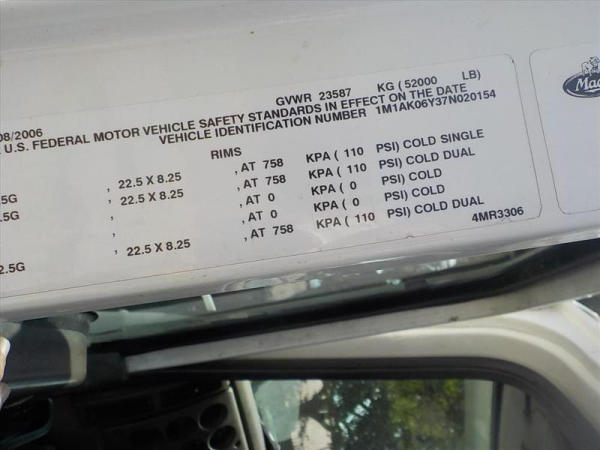 08/2006 GVWR 23587 KG ( 52000 LB)
U.S. FEDERAL MOTOR VEHICLE SAFETY STANDARDS IN EFFECT ON THE DATE
VEHICLE IDENTIFICATION NUMBER 1M1AK06Y37N020154
RIMS
.5G , 22.5 X 8.25 , AT 758 KPA ( 110 PSI) COLD SINGLE
.5G , 22.5 X 8.25 , AT 758 KPA ( 110 PSI) COLD DUAL
, , AT 0 KPA ( 0 PSI) COLD
, , AT 0 KPA ( 0 PSI) COLD
2.5G , 22.5 X 8.25 , AT 758 KPA ( 110 PSI) COLD DUAL
4MR3306